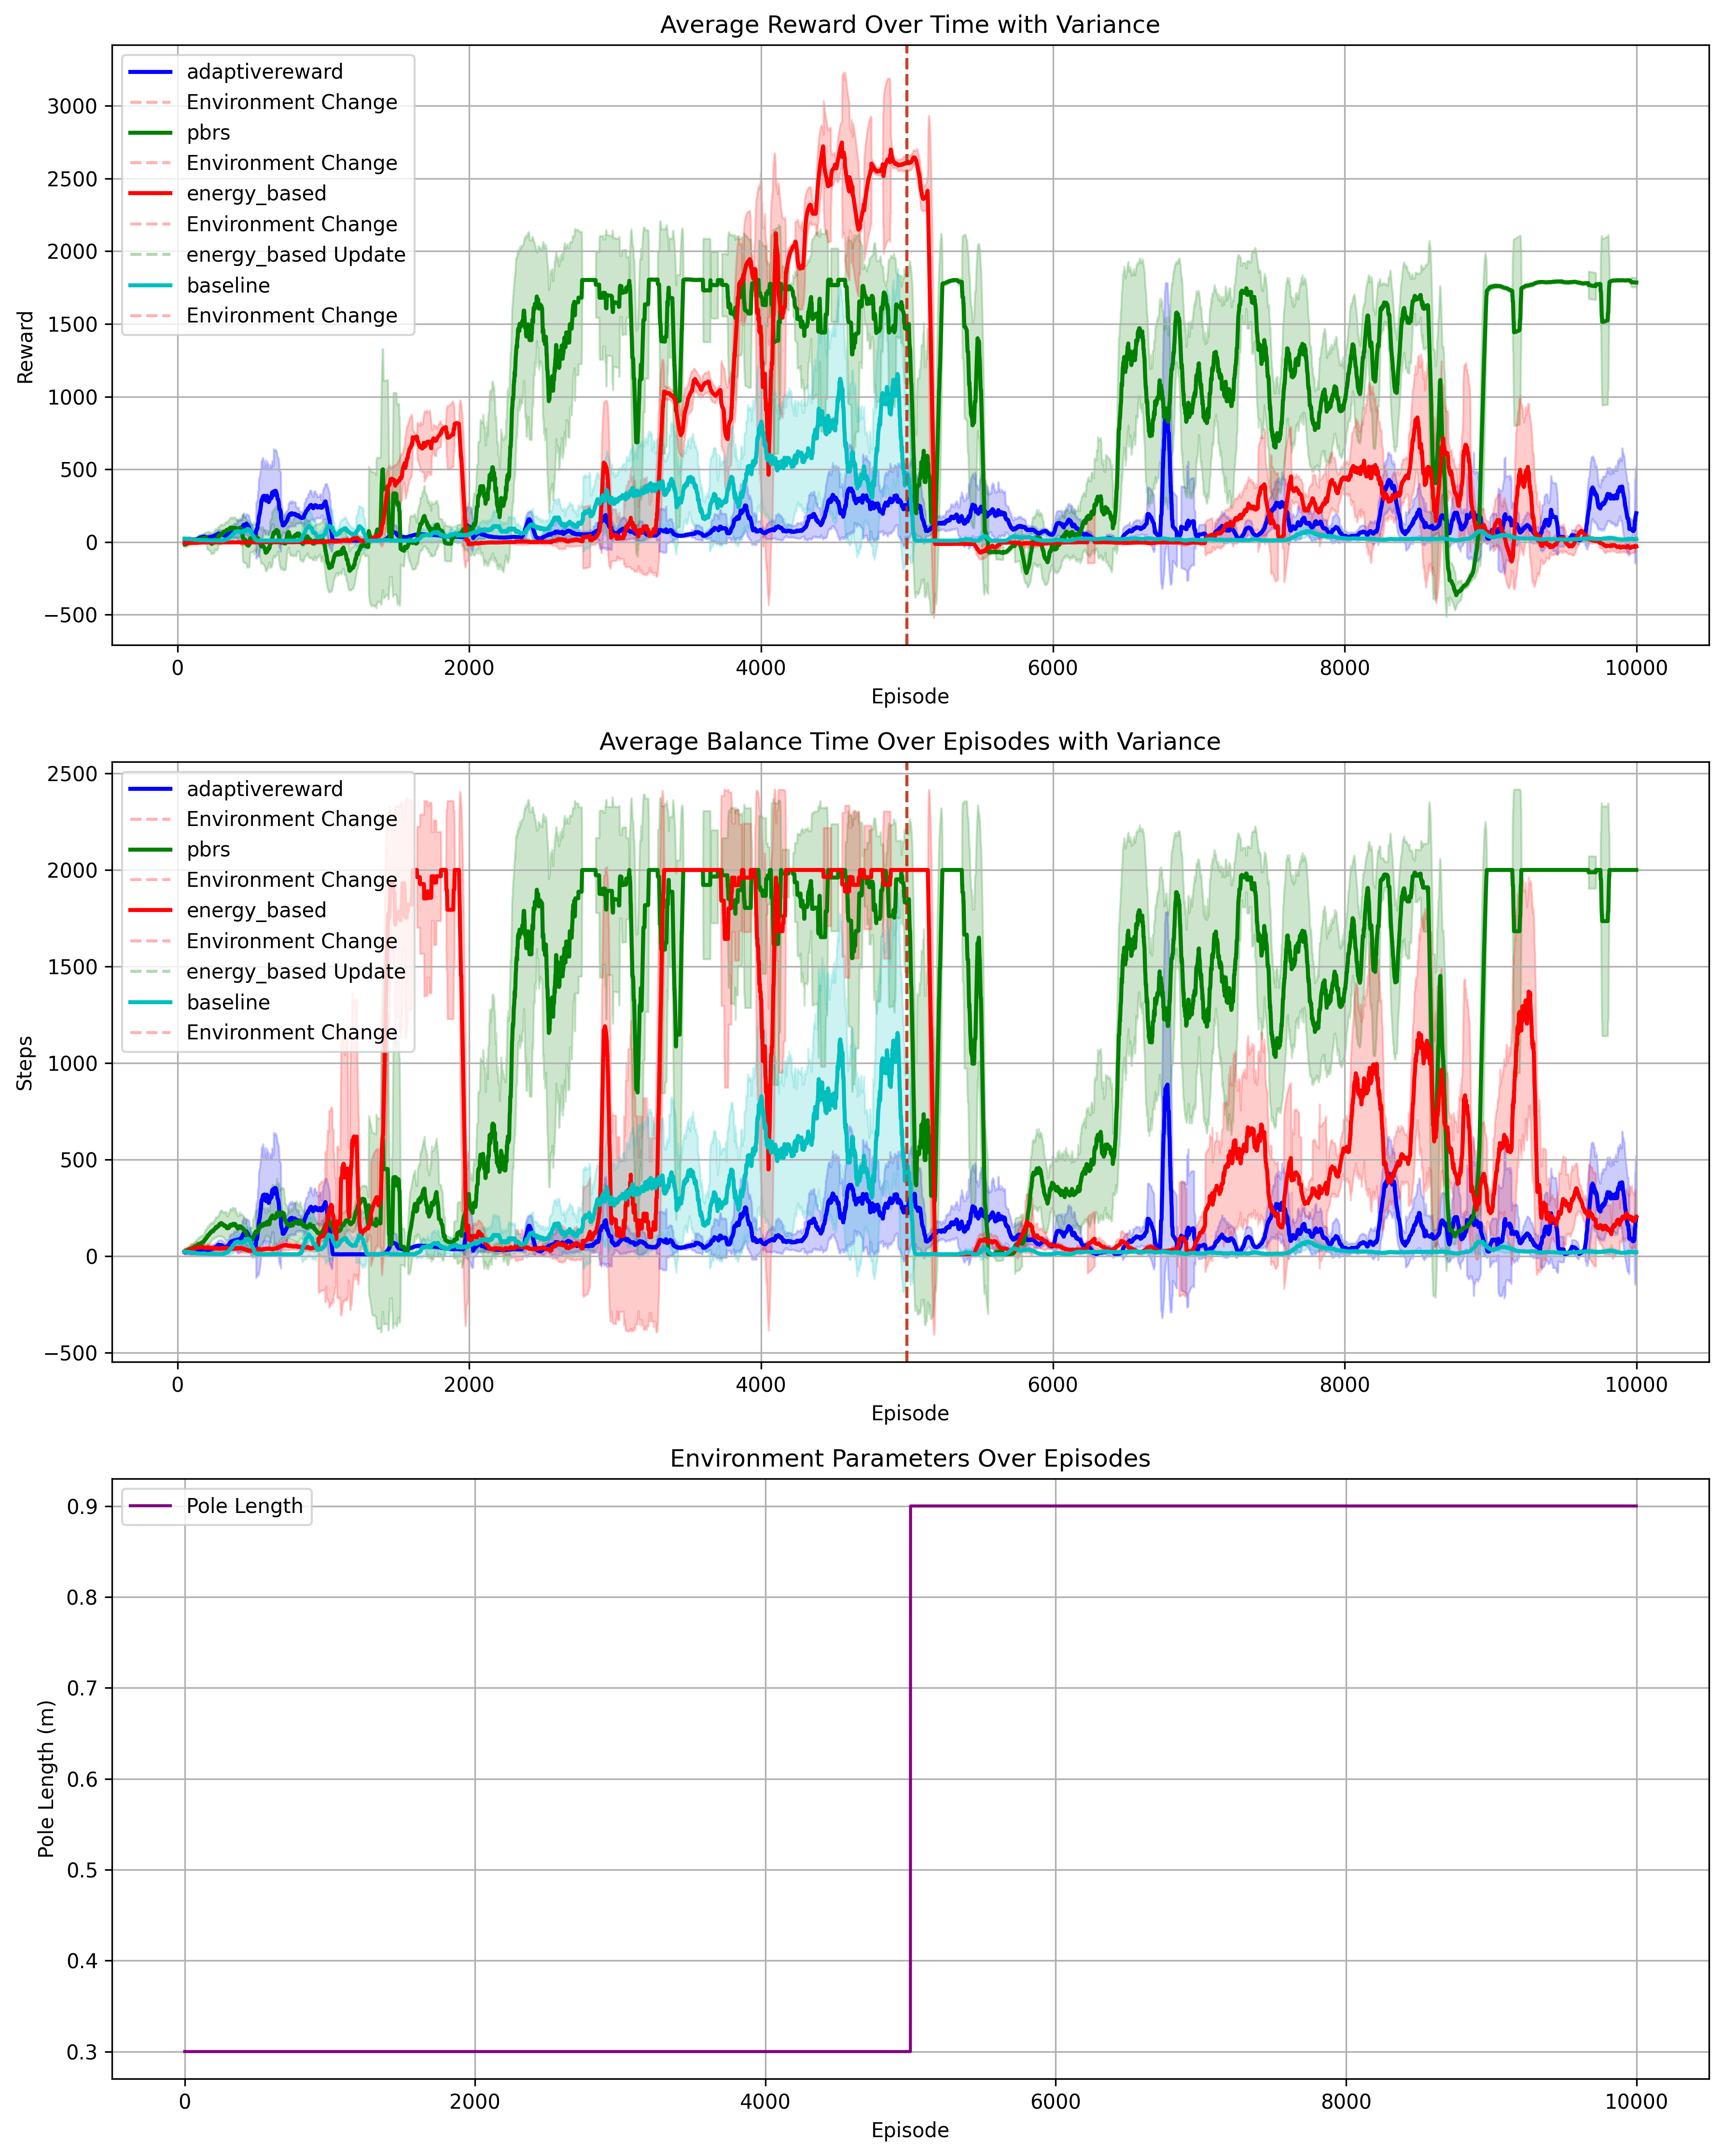 Average Reward Over Time with Variance
adaptivereward
Environment Change
pbrs
Environment Change
energy_based
Environment Change
energy_based Update
baseline
Environment Change
3000
2500
2000
1500
1000
500
0
−500
Reward
0 2000 4000 6000 8000 10000
Episode
Average Balance Time Over Episodes with Variance
adaptivereward
Environment Change
pbrs
Environment Change
energy_based
Environment Change
energy_based Update
baseline
Environment Change
2500
2000
1500
1000
500
0
−500
Steps
0 2000 4000 6000 8000 10000
Episode
Environment Parameters Over Episodes
Pole Length
0.9
0.8
0.7
0.6
0.5
0.4
0.3
Pole Length (m)
0 2000 4000 6000 8000 10000
Episode